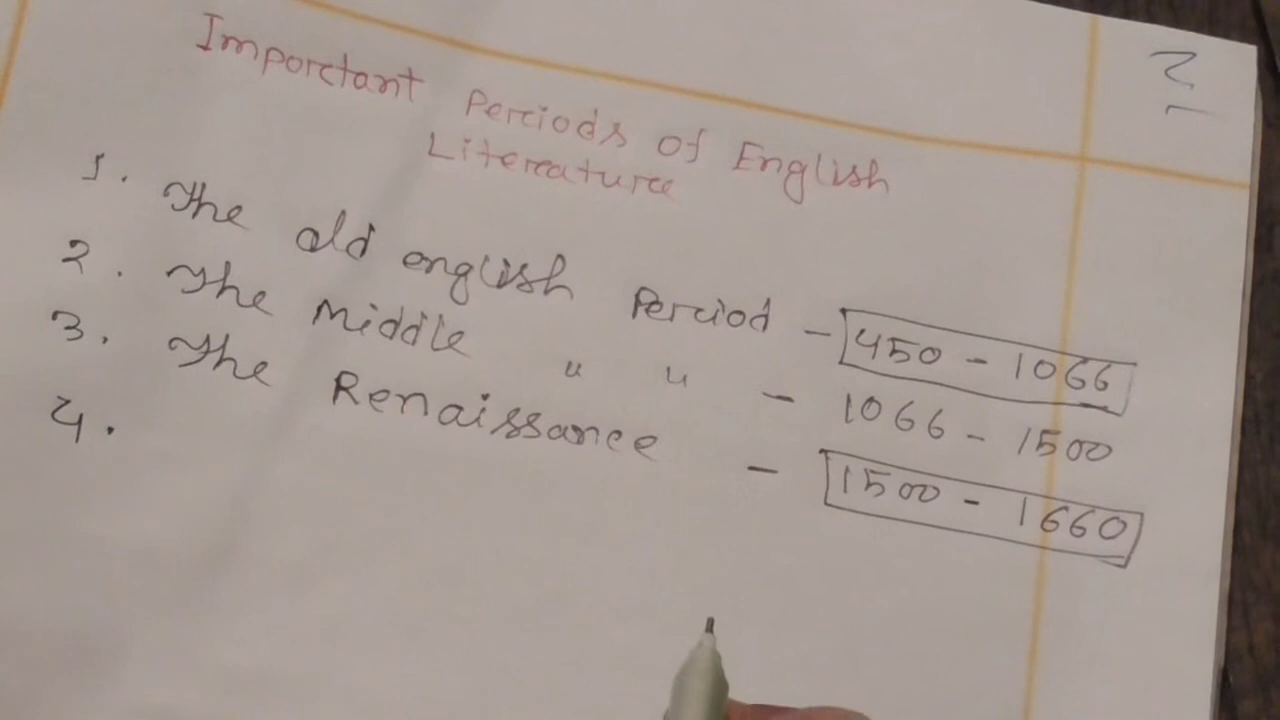 Important Periods of English
Literature
1. The old english Period - 450 - 1066
2. The Middle " " - 1066 - 1500
3. The Renaissance - 1500 - 1660
4.